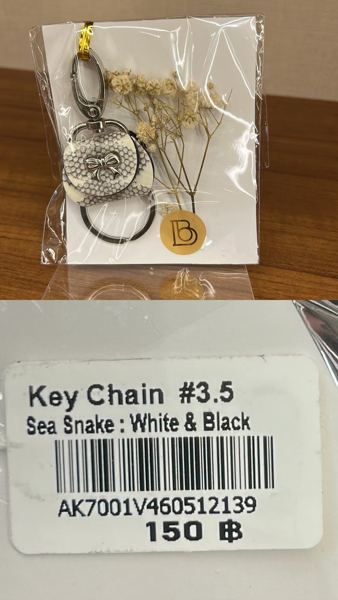 B
Key Chain #3.5
Sea Snake : White & Black
AK7001V460512139
150 ฿